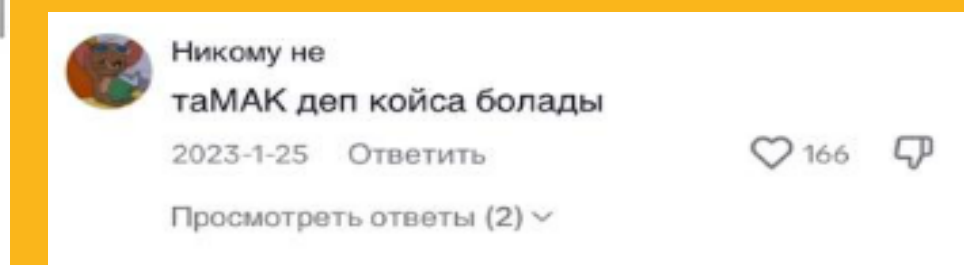 Никому не
таМАК деп койса болады
2023-1-25 Ответить 166
Просмотреть ответы (2)